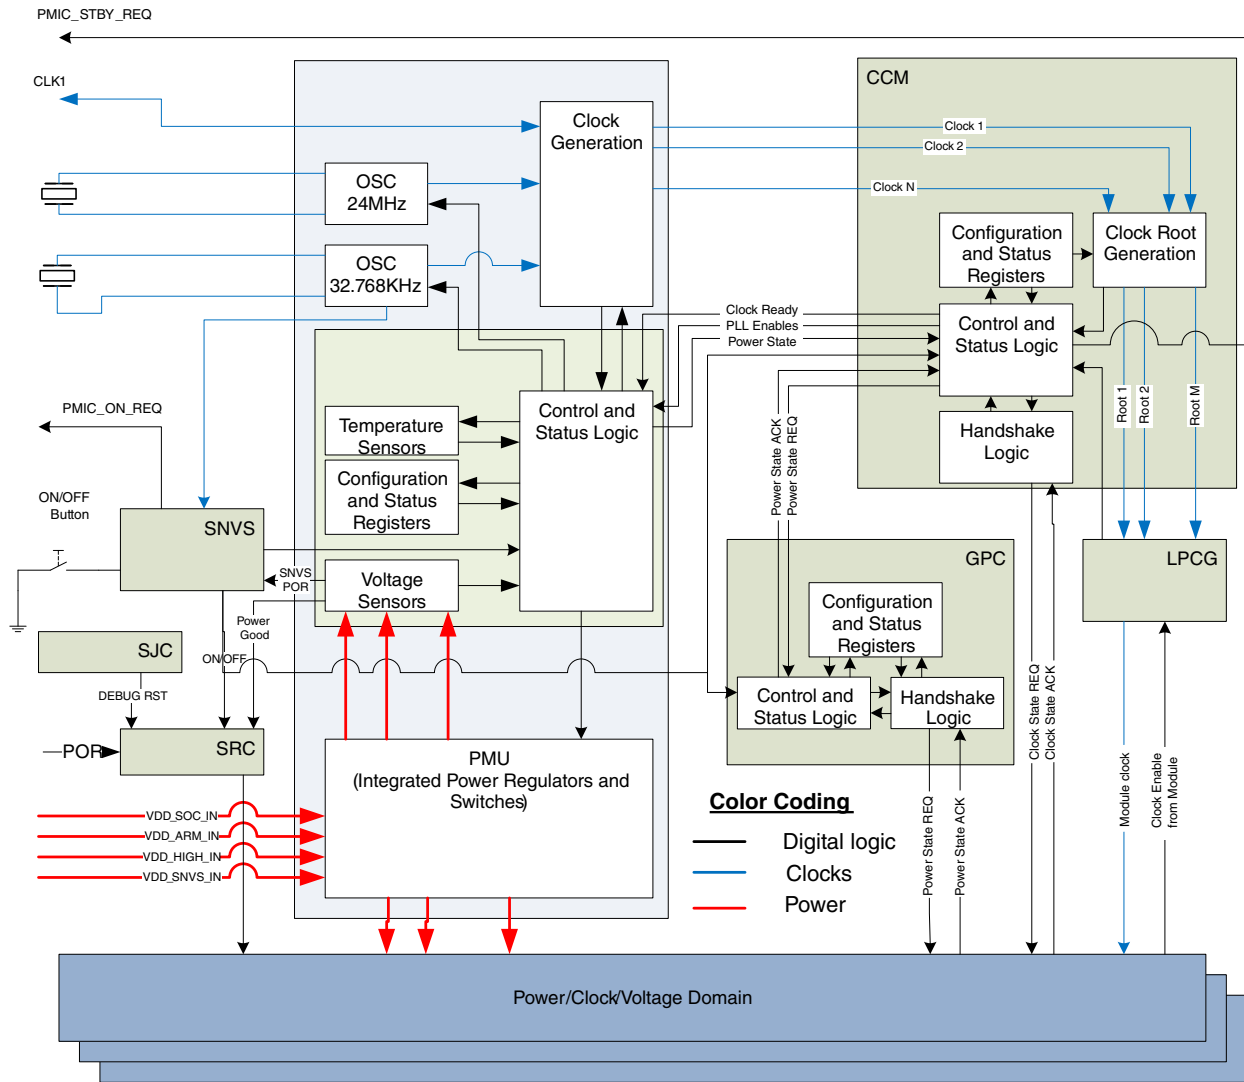 PMIC_STBY_REQ
CLK1
CCM
Clock
Generation
Clock 1
Clock 2
Clock N
OSC
24MHz
OSC
32.768KHz
Configuration
and Status
Registers
Clock Root
Generation
Clock Ready
PLL Enables
Power State
Control and
Status Logic
Root 1
Root 2
Root M
PMIC_ON_REQ
Temperature
Sensors
Control and
Status Logic
Handshake
Logic
Power State ACK
Power State REQ
Configuration
and Status
Registers
ON/OFF
Button
SNVS
SNVS
POR
Voltage
Sensors
GPC
LPCG
Configuration
and Status
Registers
Power
Good
SJC
ON/OFF
DEBUG RST
Control and
Status Logic
Handshake
Logic
Clock State REQ
Clock State ACK
POR
SRC
PMU
(Integrated Power Regulators and
Switches)
VDD_SOC_IN
VDD_ARM_IN
VDD_HIGH_IN
VDD_SNVS_IN
Color Coding
Digital logic
Clocks
Power
Power State REQ
Power State ACK
Module clock
Clock Enable
from Module
Power/Clock/Voltage Domain